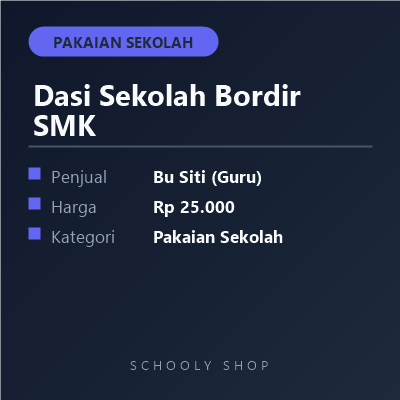 PAKAIAN SEKOLAH
Dasi Sekolah Bordir
SMK
Penjual Bu Siti (Guru)
Harga Rp 25.000
Kategori Pakaian Sekolah
SCHOOLY SHOP